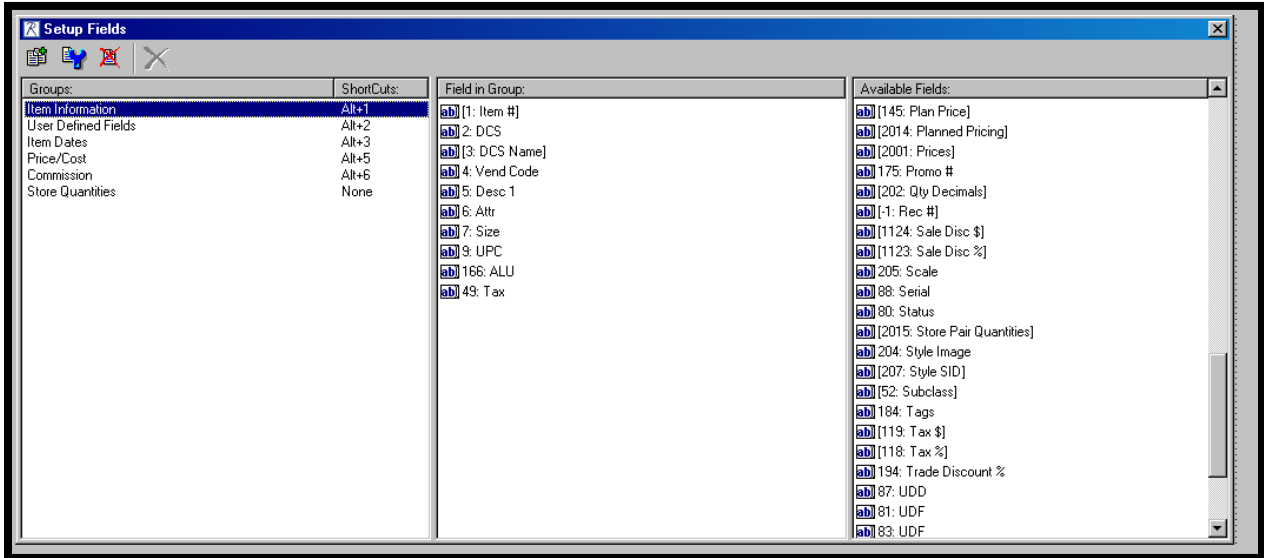 Setup Fields
Groups:
ShortCuts:
Item Information Alt+1
User Defined Fields Alt+2
Item Dates Alt+3
Price/Cost Alt+5
Commission Alt+6
Store Quantities None
Field in Group:
[1: Item #]
2: DCS
[3: DCS Name]
4: Vend Code
5: Desc 1
6: Attr
7: Size
9: UPC
166: ALU
49: Tax
Available Fields:
[145: Plan Price]
[2014: Planned Pricing]
[2001: Prices]
175: Promo #
[202: Qty Decimals]
[-1: Rec #]
[1124: Sale Disc $]
[1123: Sale Disc %]
205: Scale
88: Serial
80: Status
[2015: Store Pair Quantities]
204: Style Image
[207: Style SID]
[52: Subclass]
184: Tags
[119: Tax $]
[118: Tax %]
194: Trade Discount %
87: UDD
81: UDF
83: UDF